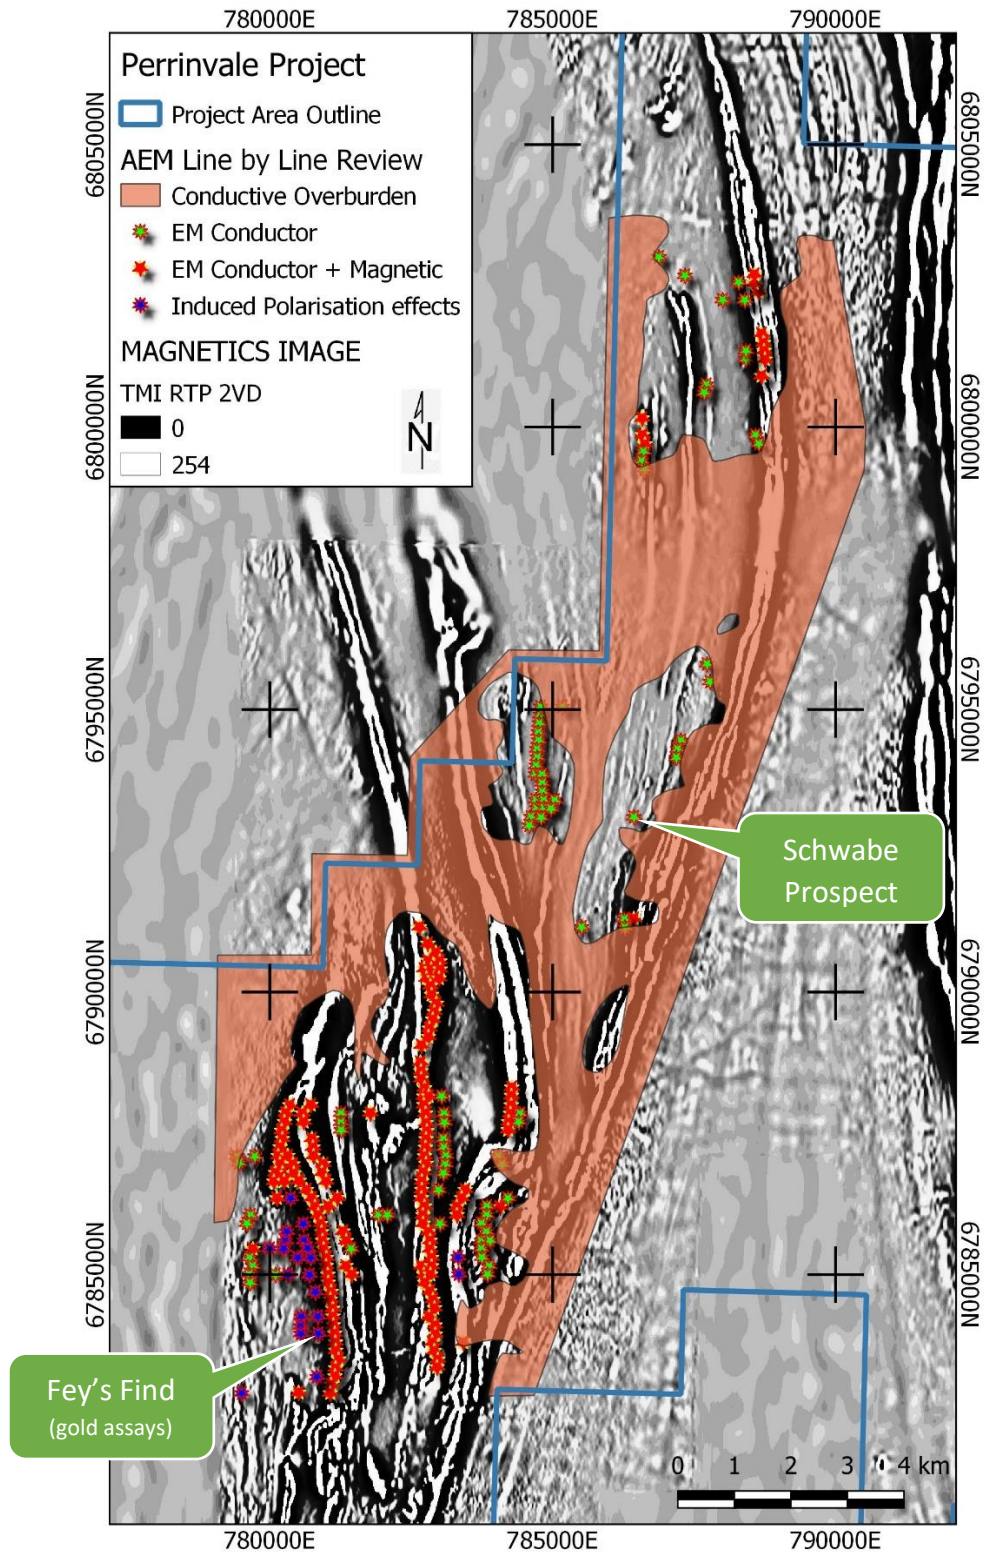 780000E 785000E 790000E
Perrinvale Project
Project Area Outline
AEM Line by Line Review
Conductive Overburden
EM Conductor
EM Conductor + Magnetic
Induced Polarisation effects
MAGNETICS IMAGE
TMI RTP 2VD
0
254
N
6805000N 6805000N
6800000N 6800000N
6795000N 6795000N
Schwabe
Prospect
6790000N 6790000N
6785000N 6785000N
Fey's Find
(gold assays)
0 1 2 3 4 km
780000E 785000E 790000E